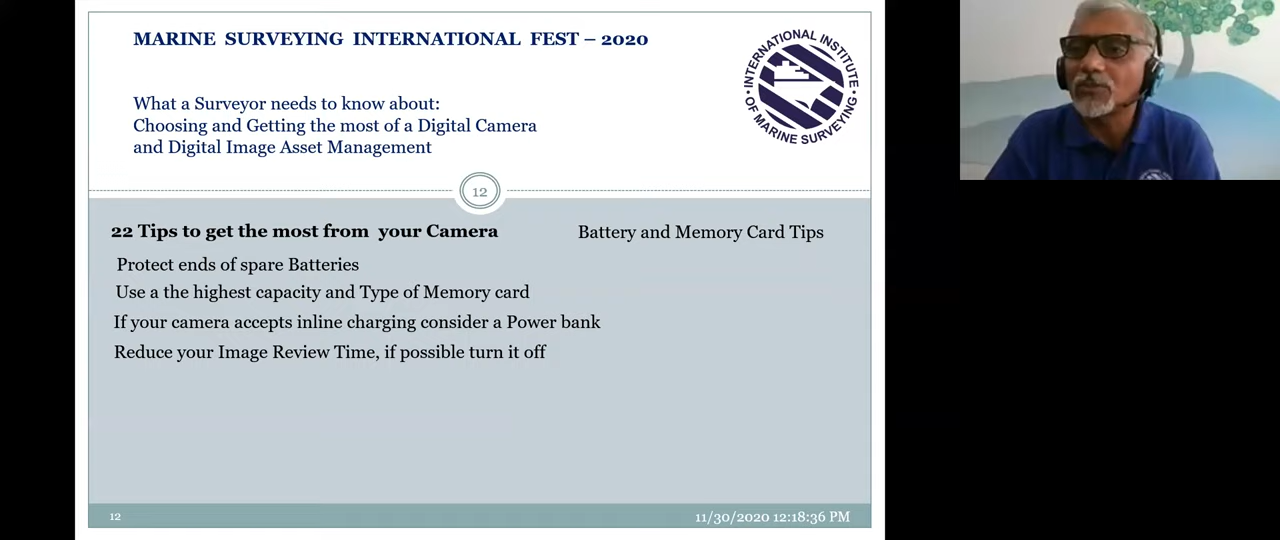 MARINE SURVEYING INTERNATIONAL FEST – 2020
INTERNATIONAL INSTITUTE
• OF MARINE SURVEYING •
What a Surveyor needs to know about:
Choosing and Getting the most of a Digital Camera
and Digital Image Asset Management
12
22 Tips to get the most from your Camera
Battery and Memory Card Tips
Protect ends of spare Batteries
Use a the highest capacity and Type of Memory card
If your camera accepts inline charging consider a Power bank
Reduce your Image Review Time, if possible turn it off
12
11/30/2020 12:18:36 PM